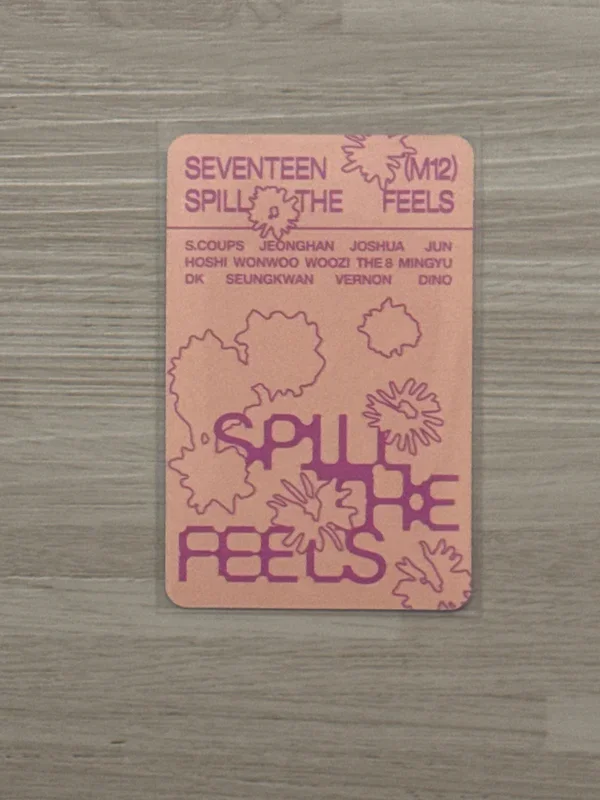 SEVENTEEN (M12)
SPILL THE FEELS
S.COUPS JEONGHAN JOSHUA JUN
HOSHI WONWOO WOOZI THE 8 MINGYU
DK SEUNGKWAN VERNON DINO
SPILL
THE
FEELS